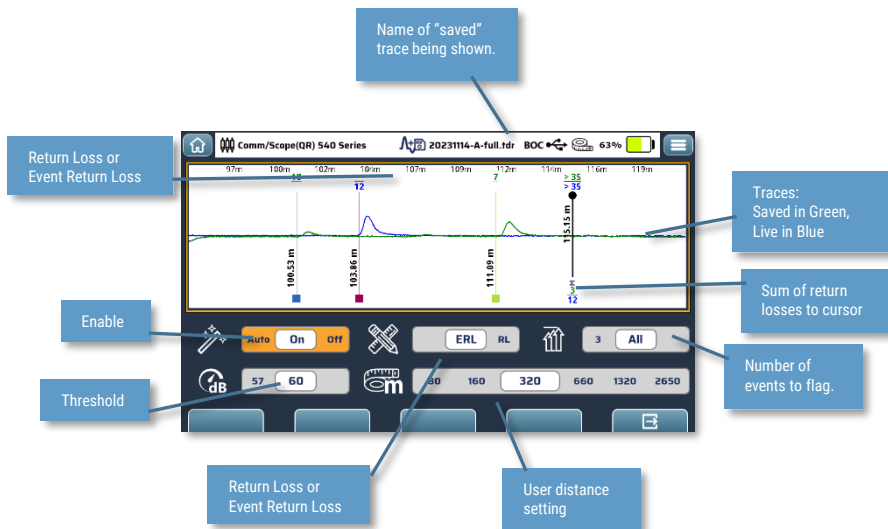 Name of “saved”
trace being shown.
Comm/Scope(QR) 540 Series
20231114-A-full.tdr
BOC
63%
Return Loss or
Event Return Loss
97m 100m 102m 104m 107m 109m 112m 114m 116m 119m
12
7
> 35
> 35
100.53 m
103.86 m
111.09 m
115.15 m
3
12
Traces:
Saved in Green,
Live in Blue
Sum of return
losses to cursor
Enable
Auto On Off
ERL RL
3 All
Number of
events to flag.
Threshold
dB
57 60
m
80 160 320 660 1320 2650
Return Loss or
Event Return Loss
User distance
setting